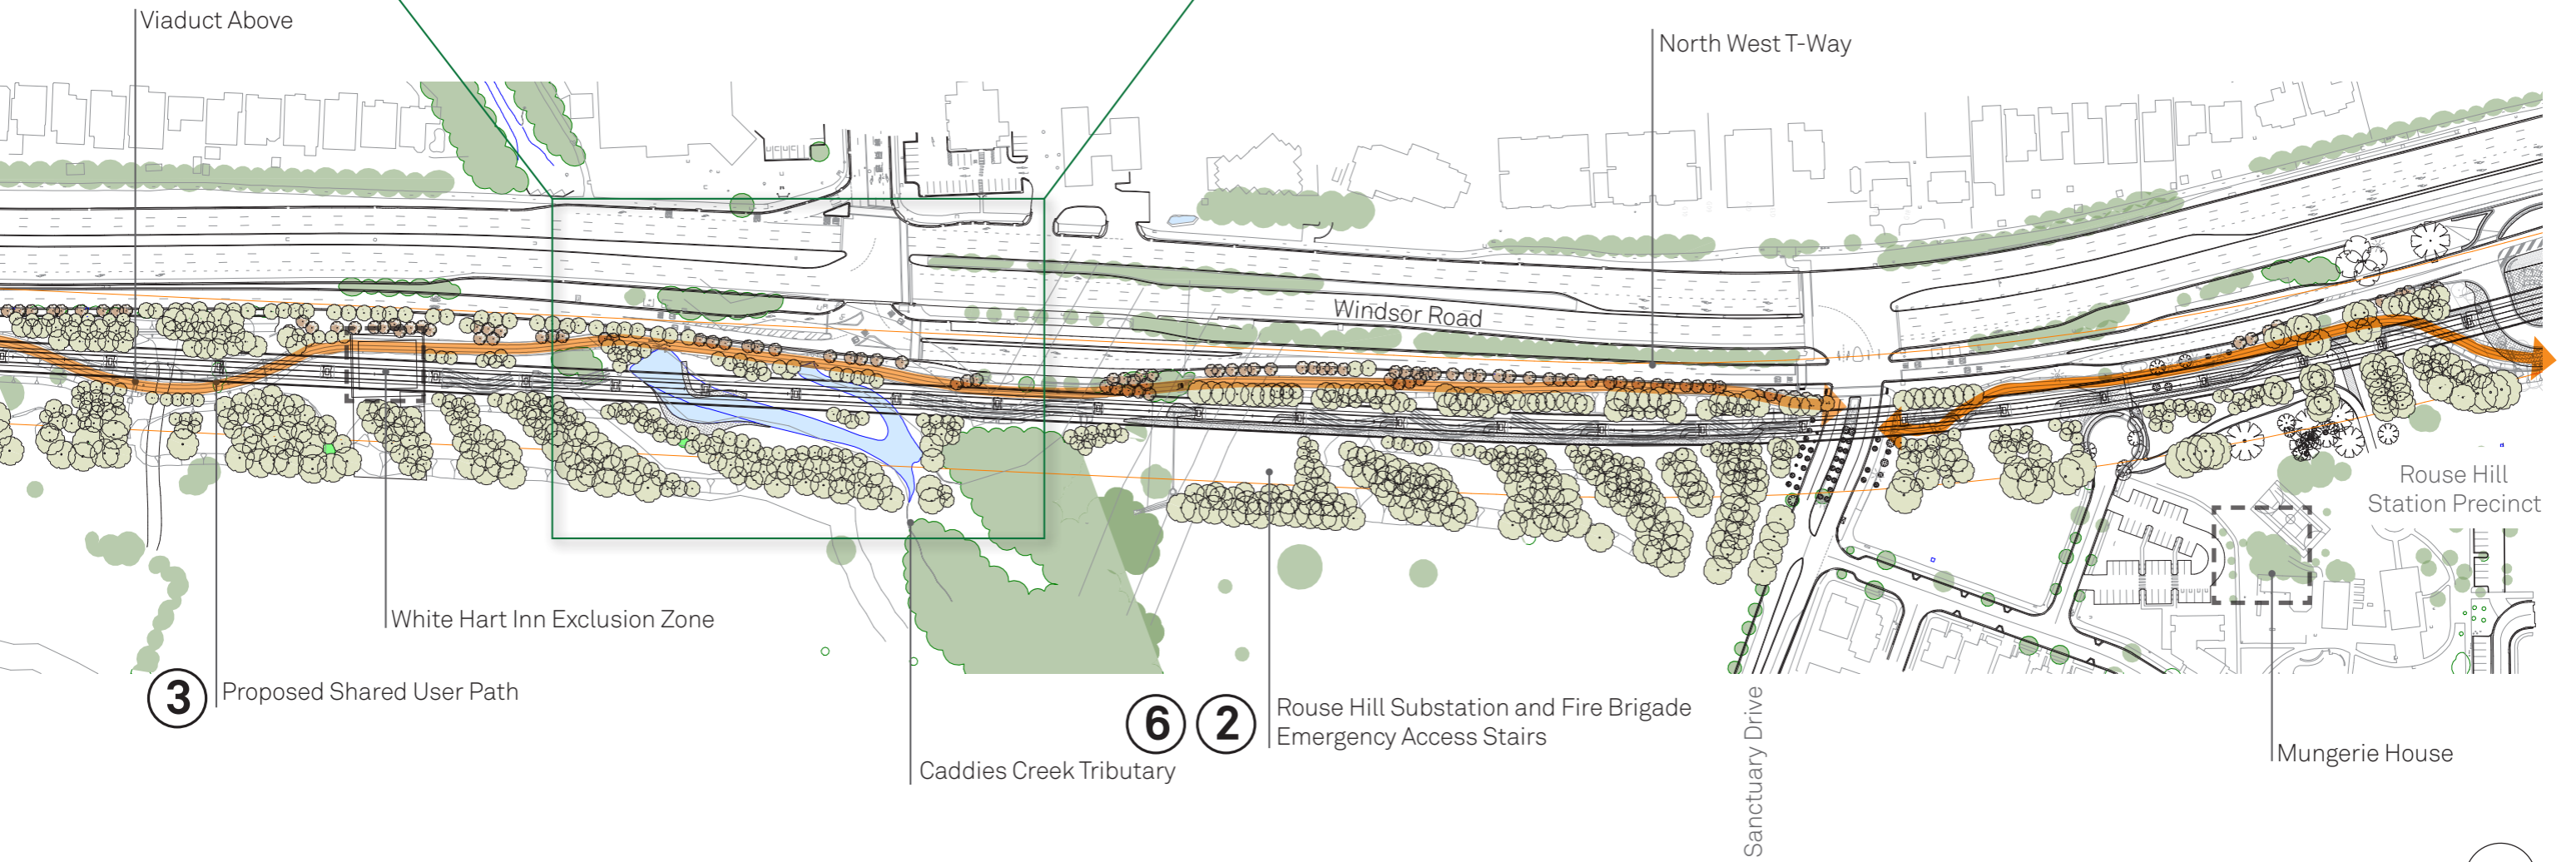 Viaduct Above
North West T-Way
Windsor Road
Rouse Hill
Station Precinct
White Hart Inn Exclusion Zone
3
Proposed Shared User Path
6
2
Rouse Hill Substation and Fire Brigade
Emergency Access Stairs
Sanctuary Drive
Mungerie House
Caddies Creek Tributary